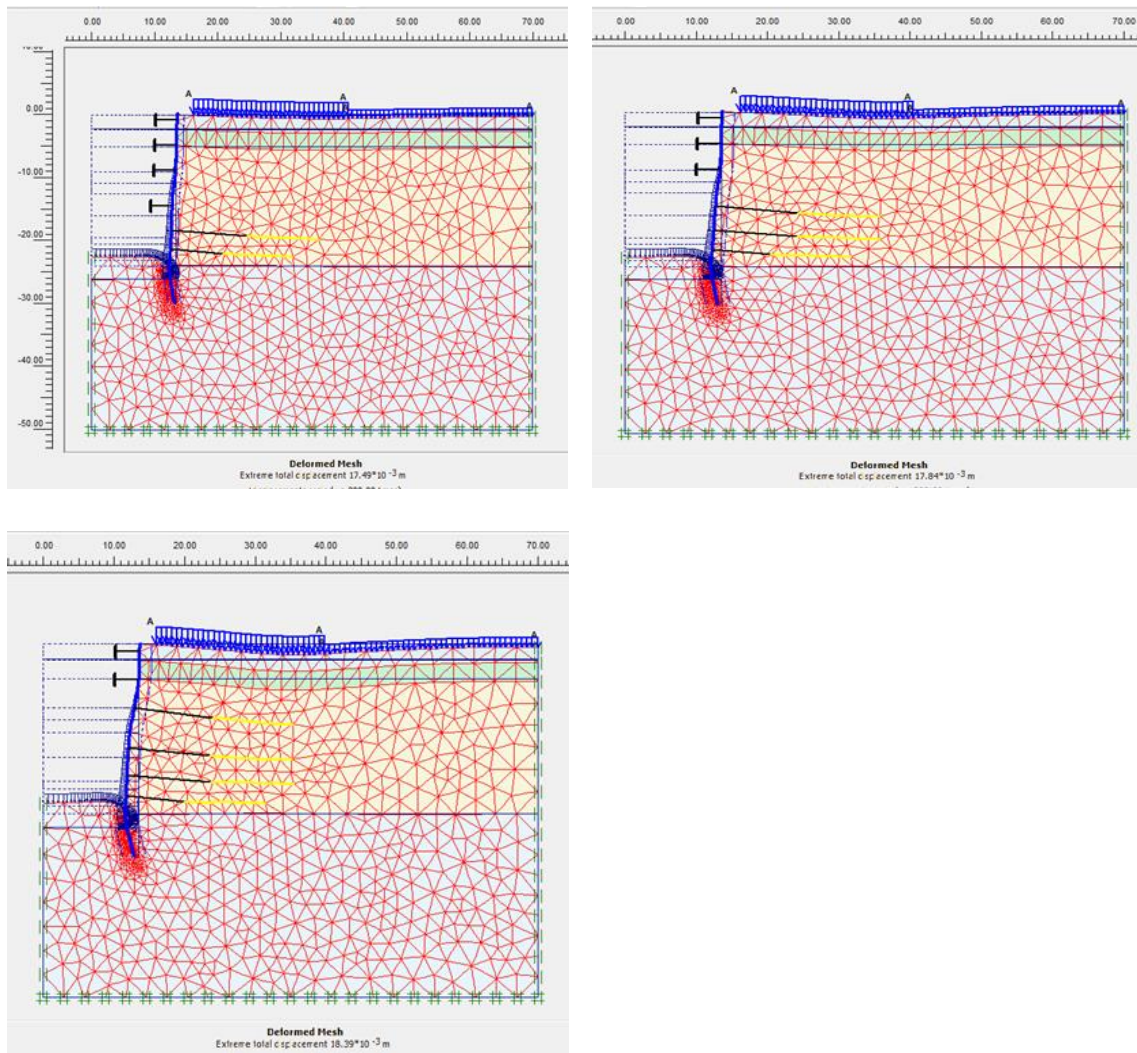 0.00 10.00 20.00 30.00 40.00 50.00 60.00 70.00
0.00 10.00 20.00 30.00 40.00 50.00 60.00 70.00
A A A
0.00
-10.00
-20.00
-30.00
-40.00
-50.00
Deformed Mesh
Extreme total displacement 17.49*10 -3 m
A A A
Deformed Mesh
Extreme total displacement 17.84*10 -3 m
0.00 10.00 20.00 30.00 40.00 50.00 60.00 70.00
A A A
Deformed Mesh
Extreme total displacement 18.39*10 -3 m